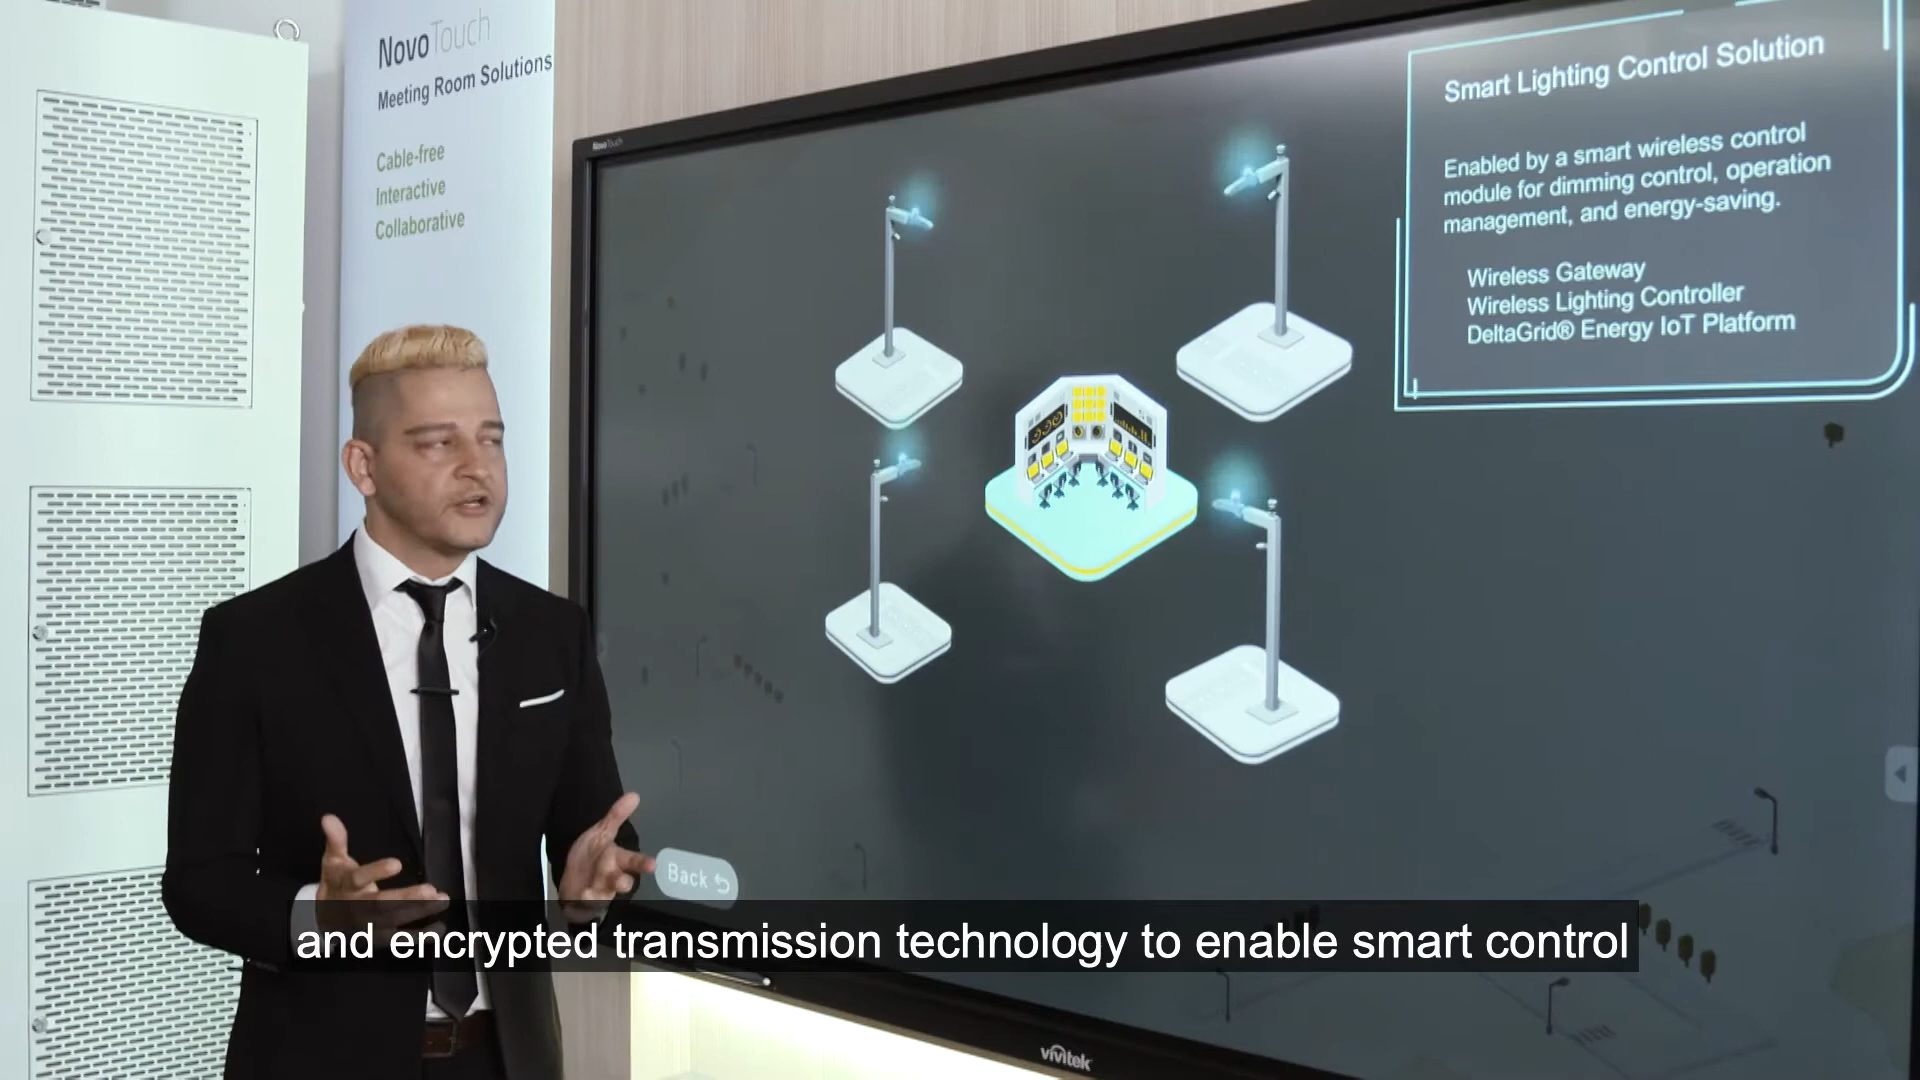 NovoTouch
Meeting Room Solutions
Cable-free
Interactive
Collaborative
NovoTouch
Smart Lighting Control Solution
Enabled by a smart wireless control
module for dimming control, operation
management, and energy-saving.
Wireless Gateway
Wireless Lighting Controller
DeltaGrid® Energy IoT Platform
Back
and encrypted transmission technology to enable smart control
vivitek